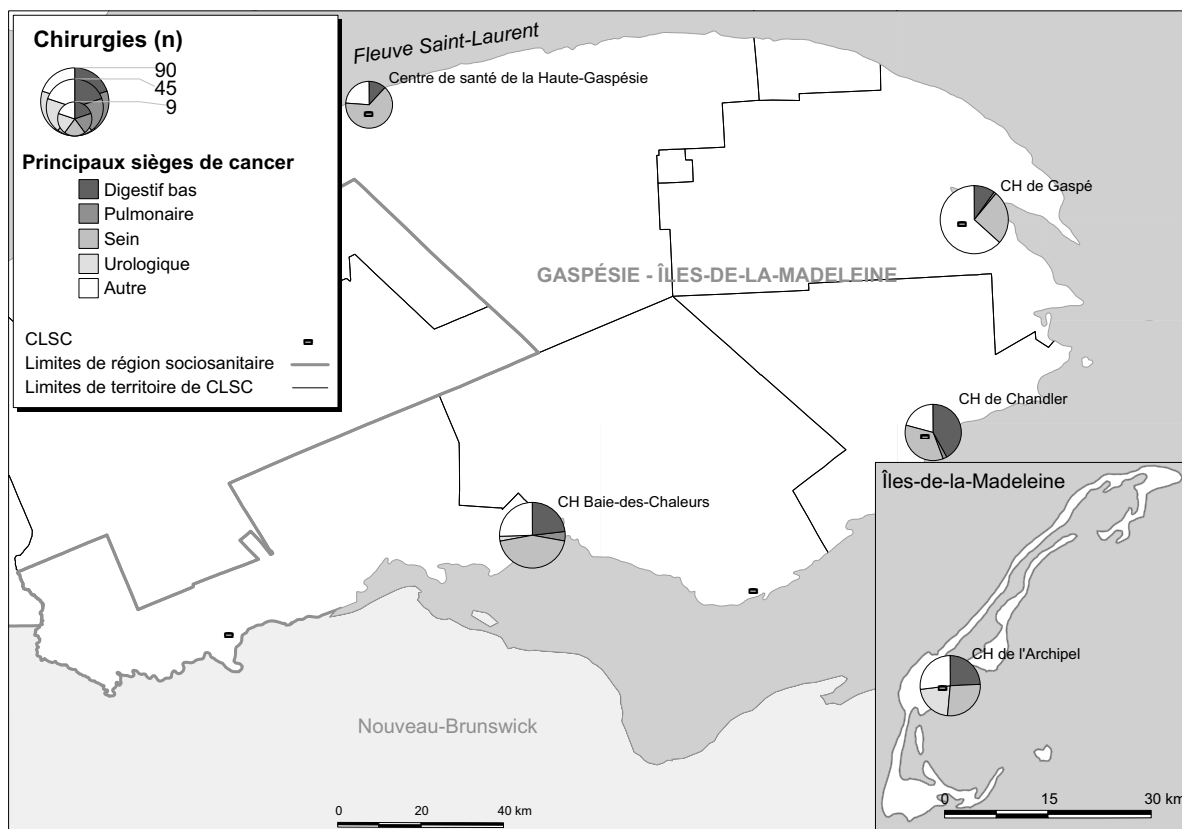 Chirurgies (n)
90
45
9
Principaux sièges de cancer
Digestif bas
Pulmonaire
Sein
Urologique
Autre
CLSC
Limites de région sociosanitaire
Limites de territoire de CLSC
Fleuve Saint-Laurent
Centre de santé de la Haute-Gaspésie
CH de Gaspé
GASPÉSIE - ÎLES-DE-LA-MADELEINE
CH de Chandler
CH Baie-des-Chaleurs
Îles-de-la-Madeleine
CH de l'Archipel
Nouveau-Brunswick
0 20 40 km
0 15 30 km